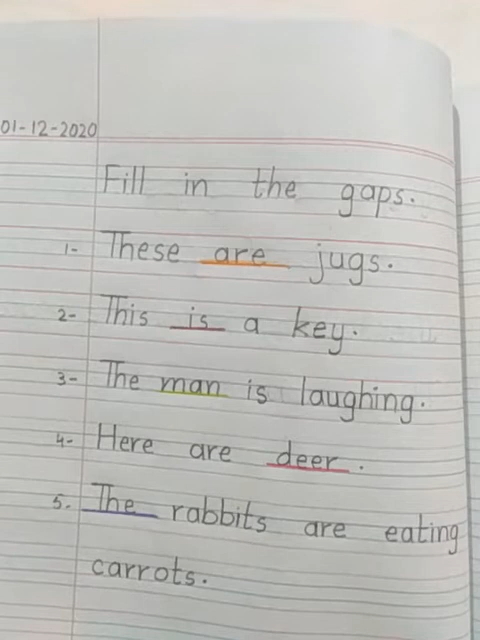 01-12-2020
Fill in the gaps.
1- These are jugs.
2- This is a key.
3- The man is laughing.
4- Here are deer.
5. The rabbits are eating
carrots.